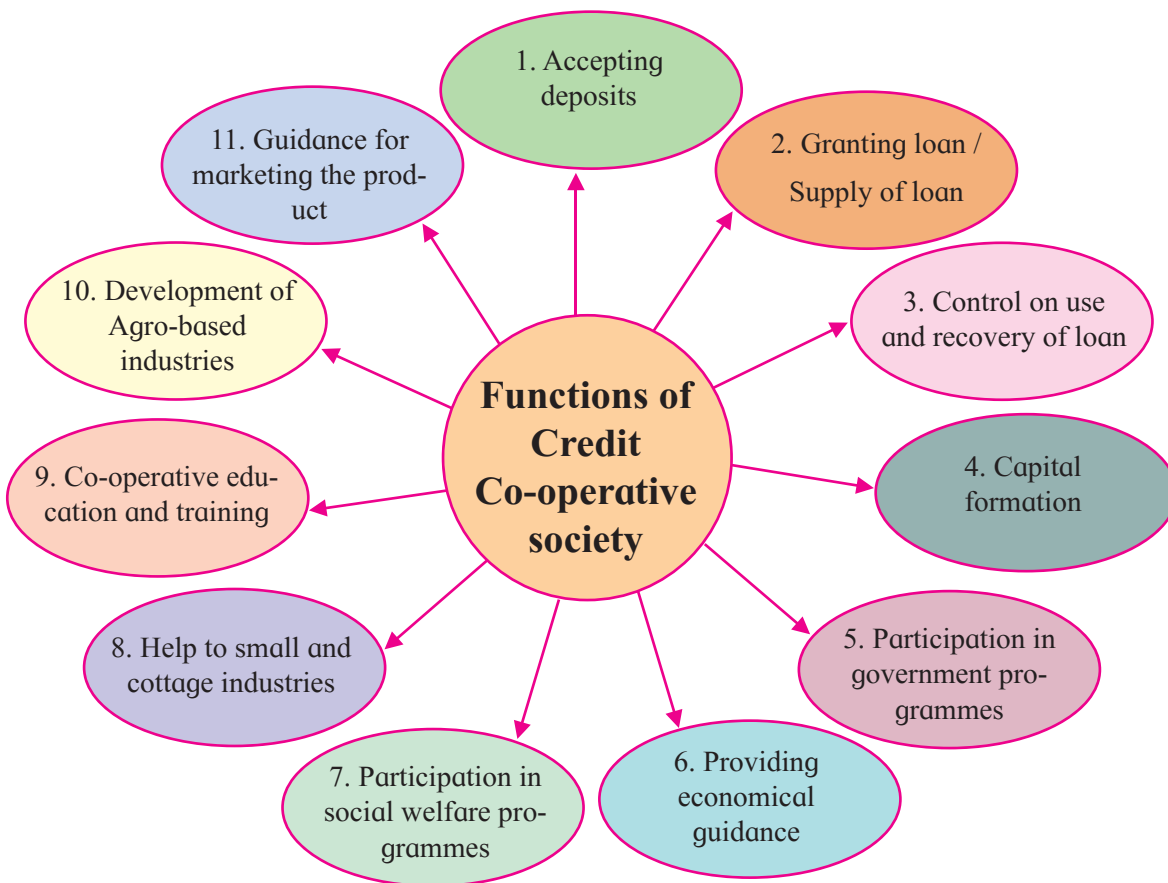 1. Accepting
deposits
2. Granting loan /
Supply of loan
3. Control on use
and recovery of loan
4. Capital
formation
5. Participation in
government pro-
grammes
6. Providing
economical
guidance
7. Participation in
social welfare pro-
grammes
8. Help to small and
cottage industries
9. Co-operative edu-
cation and training
10. Development of
Agro-based
industries
11. Guidance for
marketing the prod-
uct
Functions of
Credit
Co-operative
society